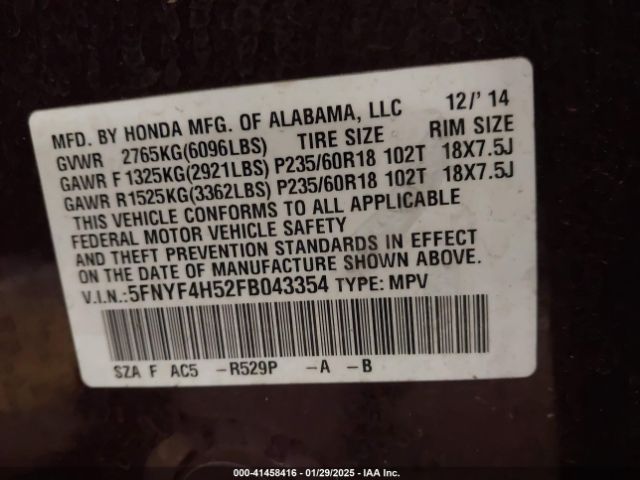 MFD. BY HONDA MFG. OF ALABAMA, LLC 12/' 14
GVWR 2765KG(6096LBS) TIRE SIZE RIM SIZE
GAWR F 1325KG(2921LBS) P235/60R18 102T 18X7.5J
GAWR R1525KG(3362LBS) P235/60R18 102T 18X7.5J
THIS VEHICLE CONFORMS TO ALL APPLICABLE
FEDERAL MOTOR VEHICLE SAFETY
AND THEFT PREVENTION STANDARDS IN EFFECT
ON THE DATE OF MANUFACTURE SHOWN ABOVE.
V.I.N.:5FNYF4H52FB043354 TYPE: MPV
SZA F AC5 -R529P -A -B
000-41458416 - 01/29/2025 - IAA Inc.